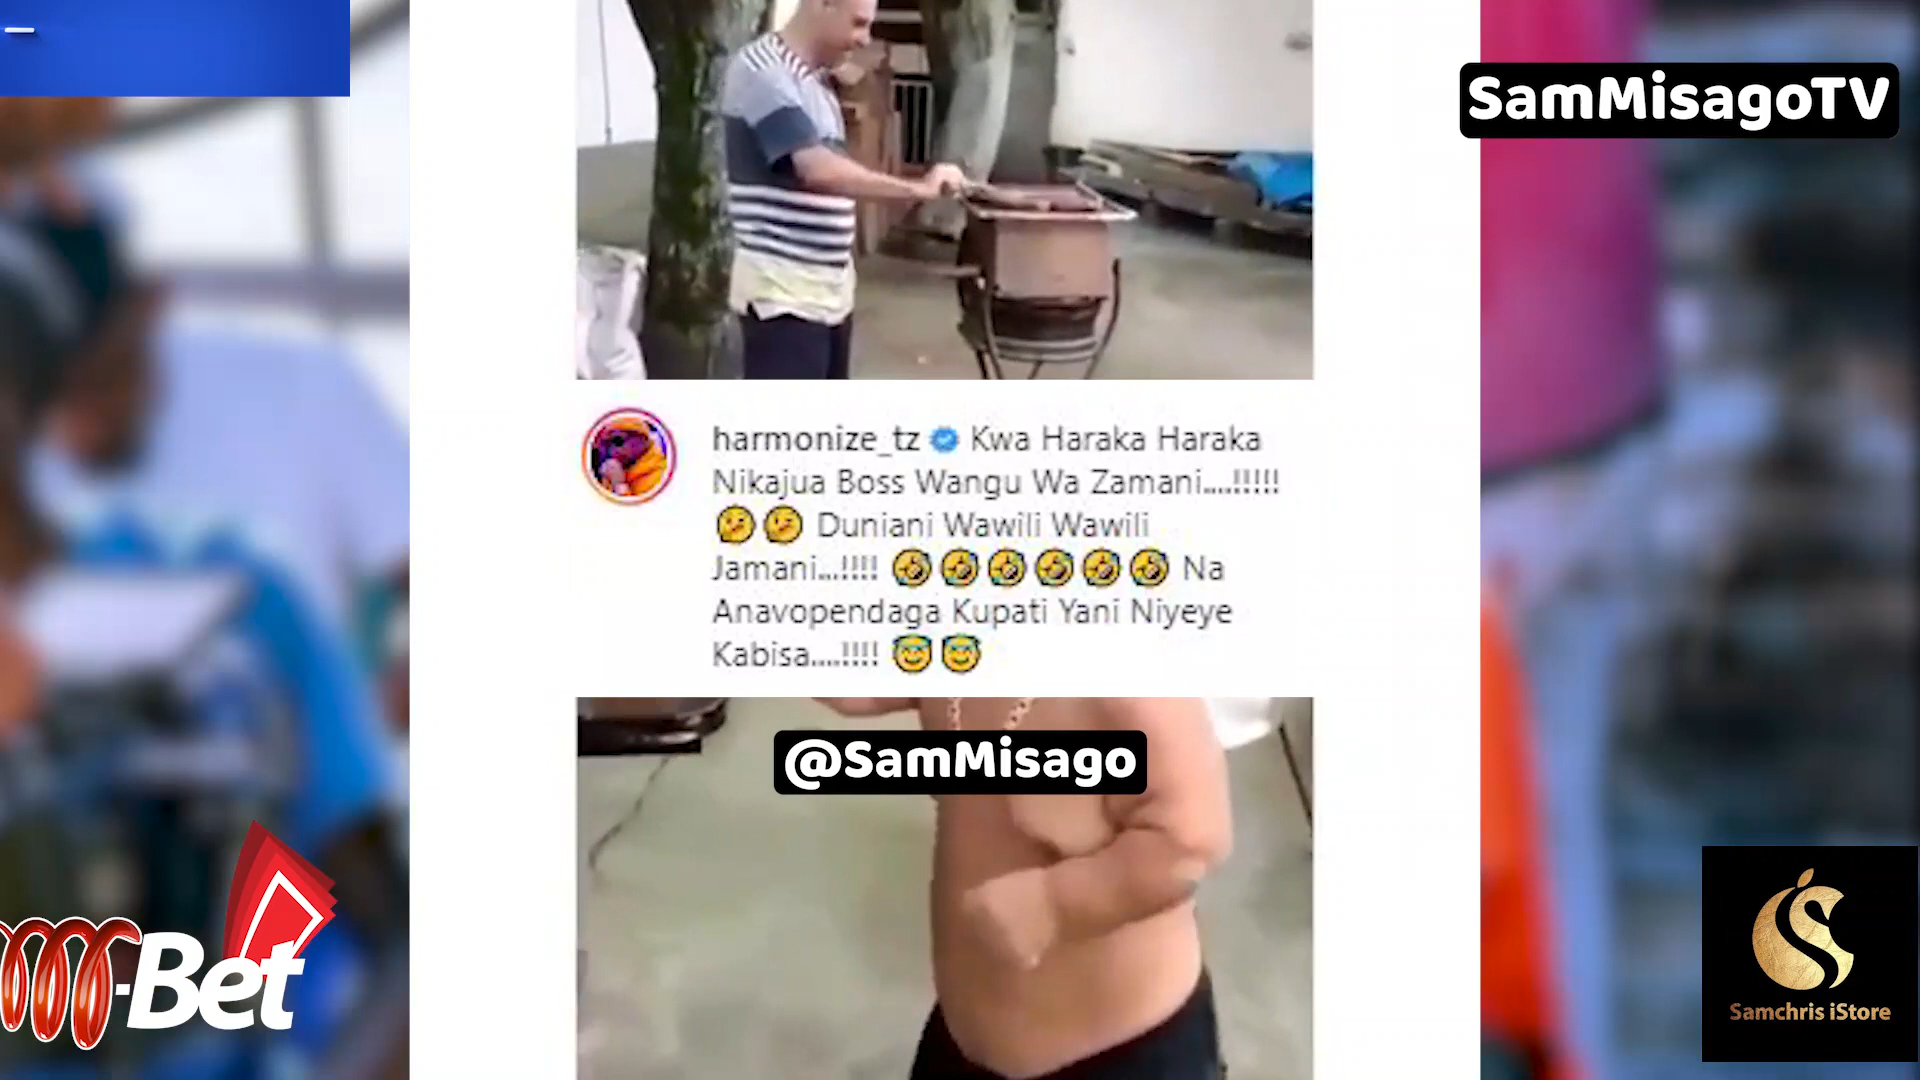 SamMisagoTV
harmonize_tz Kwa Haraka Haraka
Nikajua Boss Wangu Wa Zamani....!!!!!
🤔🤔 Duniani Wawili Wawili
Jamani...!!!! 🤣🤣🤣🤣🤣🤣 Na
Anavopendaga Kupati Yani Niyeye
Kabisa....!!!! 😇😇
@SamMisago
m-Bet
Samchris iStore